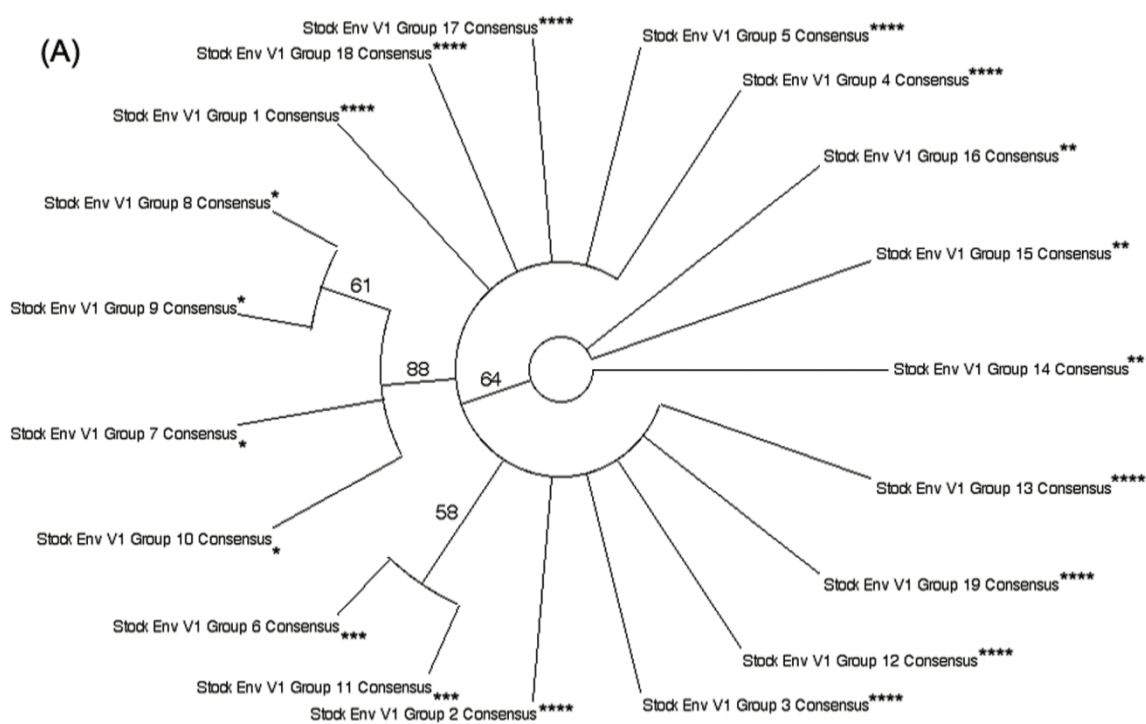 (A)
Stock Env V1 Group 17 Consensus****
Stock Env V1 Group 5 Consensus****
Stock Env V1 Group 18 Consensus****
Stock Env V1 Group 4 Consensus****
Stock Env V1 Group 1 Consensus****
Stock Env V1 Group 16 Consensus**
Stock Env V1 Group 8 Consensus*
Stock Env V1 Group 15 Consensus**
61
Stock Env V1 Group 9 Consensus*
88
64
Stock Env V1 Group 14 Consensus**
Stock Env V1 Group 7 Consensus*
Stock Env V1 Group 13 Consensus****
58
Stock Env V1 Group 10 Consensus*
Stock Env V1 Group 19 Consensus****
Stock Env V1 Group 6 Consensus***
Stock Env V1 Group 12 Consensus****
Stock Env V1 Group 11 Consensus***
Stock Env V1 Group 3 Consensus****
Stock Env V1 Group 2 Consensus****